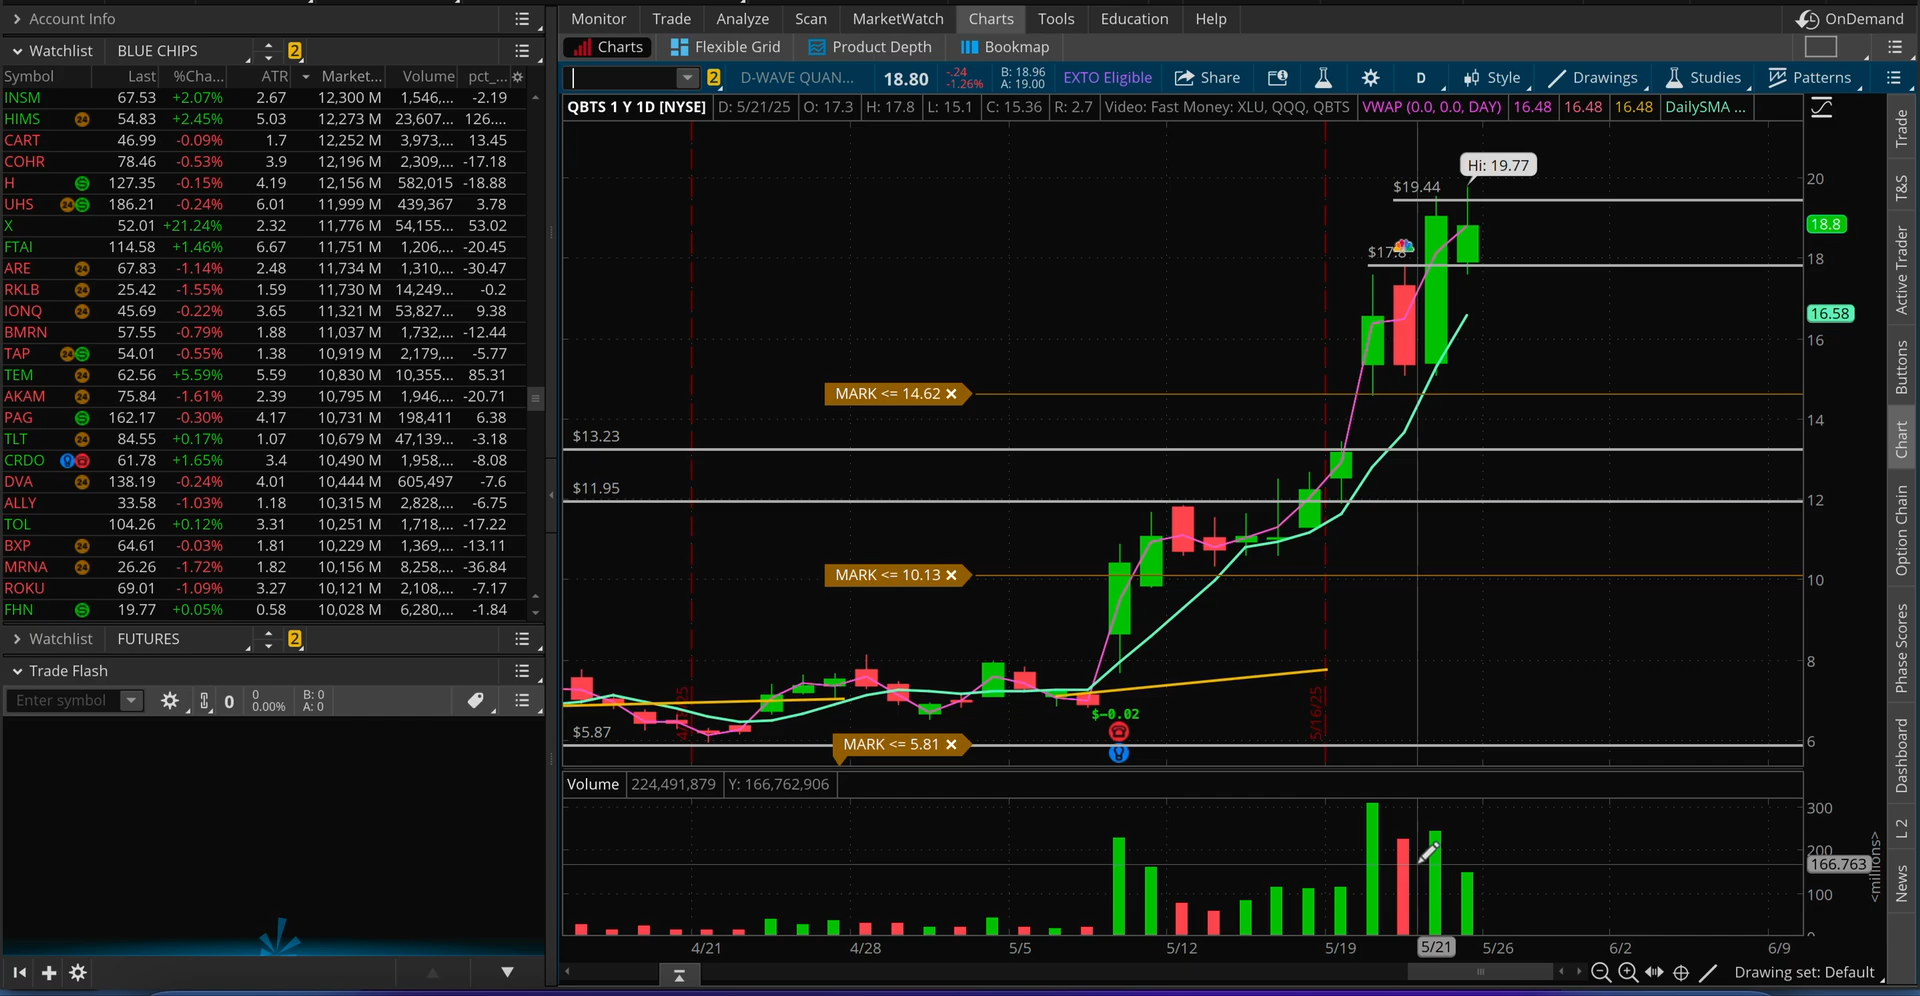 Account Info
Watchlist BLUE CHIPS 2
Symbol Last %Cha... ATR Market... Volume pct_...
INSM 67.53 +2.07% 2.67 12,300 M 1,546,... -2.19
HIMS 24 54.83 +2.45% 5.03 12,273 M 23,607... 126....
CART 46.99 -0.09% 1.7 12,252 M 3,973,... 13.45
COHR 78.46 -0.53% 3.9 12,196 M 2,309,... -17.18
H S 127.35 -0.15% 4.19 12,156 M 582,015 -18.88
UHS 24 S 186.21 -0.24% 6.01 11,999 M 439,367 3.78
X 52.01 +21.24% 2.32 11,776 M 54,155... 53.02
FTAI 114.58 +1.46% 6.67 11,751 M 1,206,... -20.45
ARE 24 67.83 -1.14% 2.48 11,734 M 1,310,... -30.47
RKLB 24 25.42 -1.55% 1.59 11,730 M 14,249... -0.2
IONQ 24 45.69 -0.22% 3.65 11,321 M 53,827... 9.38
BMRN 57.55 -0.79% 1.88 11,037 M 1,732,... -12.44
TAP 24 S 54.01 -0.55% 1.38 10,919 M 2,179,... -5.77
TEM 24 62.56 +5.59% 5.59 10,830 M 10,355... 85.31
AKAM 24 75.84 -1.61% 2.39 10,795 M 1,946,... -20.71
PAG S 162.17 -0.30% 4.17 10,731 M 198,411 6.38
TLT 24 84.55 +0.17% 1.07 10,679 M 47,139... -3.18
CRDO 61.78 +1.65% 3.4 10,490 M 1,958,... -8.08
DVA 24 138.19 -0.24% 4.01 10,444 M 605,497 -7.6
ALLY 33.58 -1.03% 1.18 10,315 M 2,828,... -6.75
TOL 104.26 +0.12% 3.31 10,251 M 1,718,... -17.22
BXP 24 64.61 -0.03% 1.81 10,229 M 1,369,... -13.11
MRNA 24 26.26 -1.72% 1.82 10,156 M 8,258,... -36.84
ROKU 69.01 -1.09% 3.27 10,121 M 2,108,... -7.17
FHN S 19.77 +0.05% 0.58 10,028 M 6,280,... -1.84
Watchlist FUTURES 2
Trade Flash
Enter symbol 0 0 0.00% B: 0 A: 0
Monitor Trade Analyze Scan MarketWatch Charts Tools Education Help OnDemand
Charts Flexible Grid Product Depth Bookmap
2 D-WAVE QUAN... 18.80 -.24 -1.26% B: 18.96 A: 19.00 EXTO Eligible Share D Style Drawings Studies Patterns
QBTS 1 Y 1D [NYSE] D: 5/21/25 O: 17.3 H: 17.8 L: 15.1 C: 15.36 R: 2.7 Video: Fast Money: XLU, QQQ, QBTS VWAP (0.0, 0.0, DAY) 16.48 16.48 16.48 DailySMA ...
Hi: 19.77
$19.44
20
18.8
$17.8
18
16.58
16
MARK <= 14.62
14
$13.23
$11.95
12
MARK <= 10.13
10
8
$-0.02
5/16/25
$5.87
MARK <= 5.81
6
Volume 224,491,879 Y: 166,762,906
300
200
166.763
100
0
<millions>
4/21 4/28 5/5 5/12 5/19 5/21 5/26 6/2 6/9
Drawing set: Default
Trade
T&S
Active Trader
Buttons
Chart
Option Chain
Phase Scores
Dashboard
L 2
News